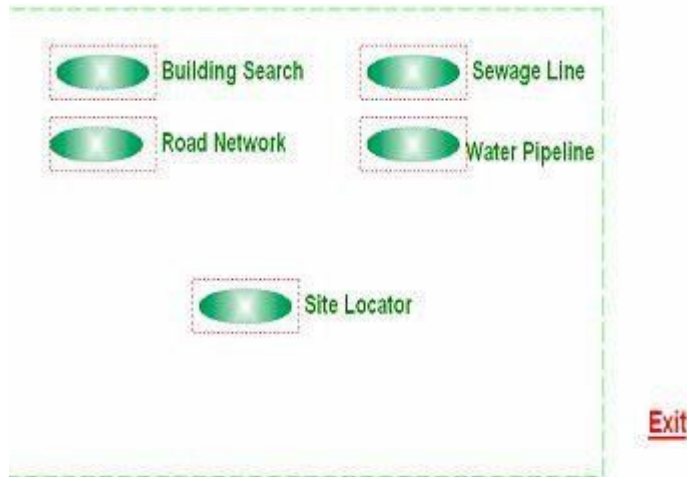 Building Search
Sewage Line
Road Network
Water Pipeline
Site Locator
Exit